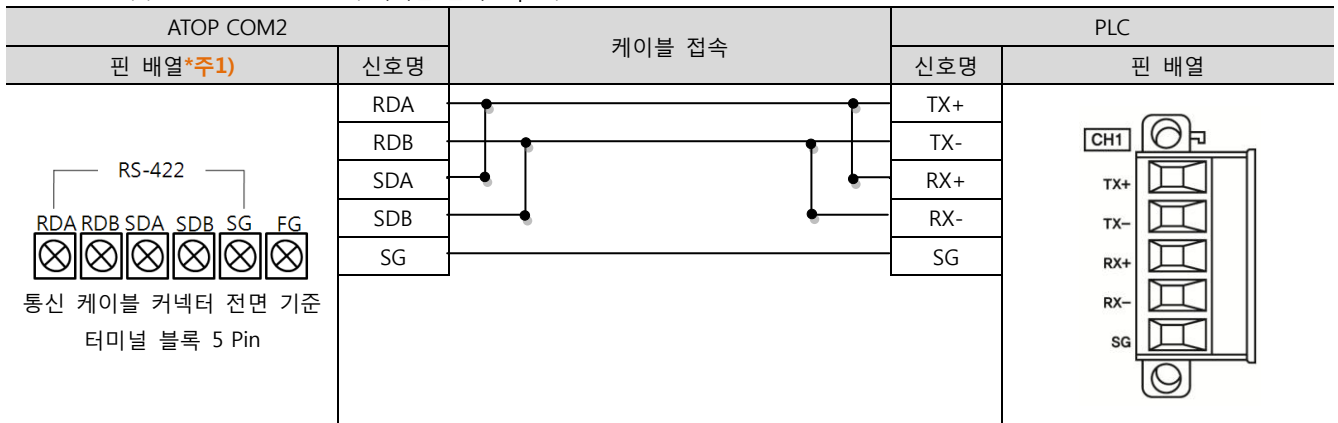 ATOP COM2 케이블 접속 PLC
핀 배열*주1) 신호명 신호명 핀 배열
RDA TX+
RDB TX-
SDA RX+
SDB RX-
SG SG
RS-422
RDA RDB SDA SDB SG FG
통신 케이블 커넥터 전면 기준
터미널 블록 5 Pin
CH1
TX+
TX-
RX+
RX-
SG